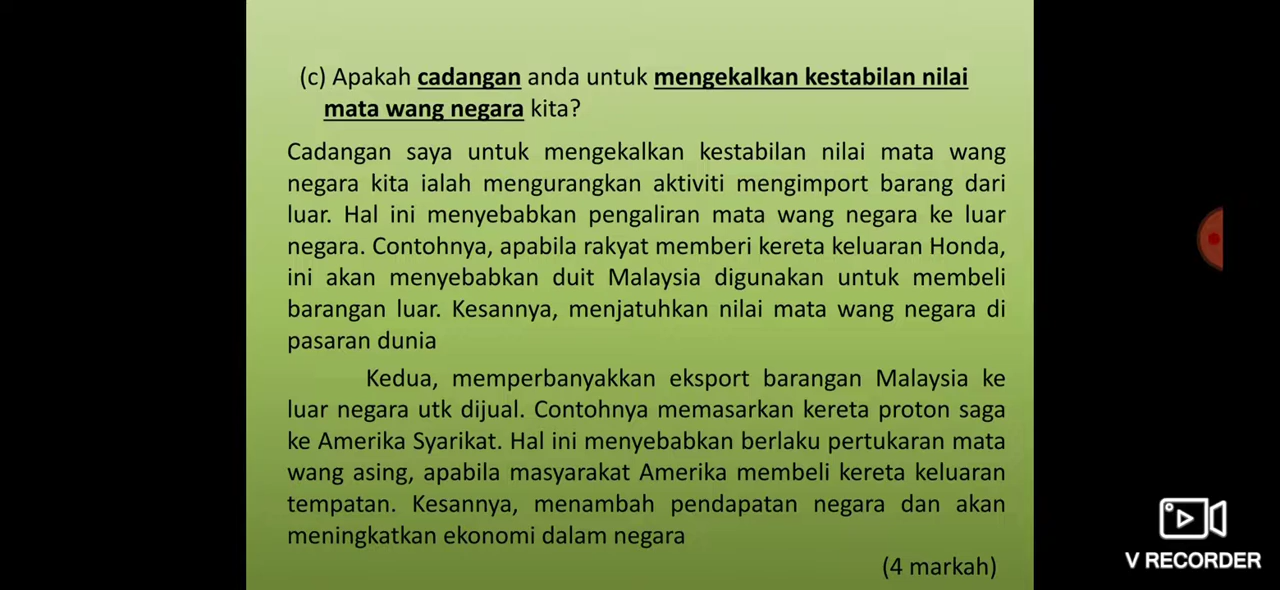 (c) Apakah cadangan anda untuk mengekalkan kestabilan nilai
mata wang negara kita?
Cadangan saya untuk mengekalkan kestabilan nilai mata wang
negara kita ialah mengurangkan aktiviti mengimport barang dari
luar. Hal ini menyebabkan pengaliran mata wang negara ke luar
negara. Contohnya, apabila rakyat memberi kereta keluaran Honda,
ini akan menyebabkan duit Malaysia digunakan untuk membeli
barangan luar. Kesannya, menjatuhkan nilai mata wang negara di
pasaran dunia
Kedua, memperbanyakkan eksport barangan Malaysia ke
luar negara utk dijual. Contohnya memasarkan kereta proton saga
ke Amerika Syarikat. Hal ini menyebabkan berlaku pertukaran mata
wang asing, apabila masyarakat Amerika membeli kereta keluaran
tempatan. Kesannya, menambah pendapatan negara dan akan
meningkatkan ekonomi dalam negara
(4 markah)
V RECORDER